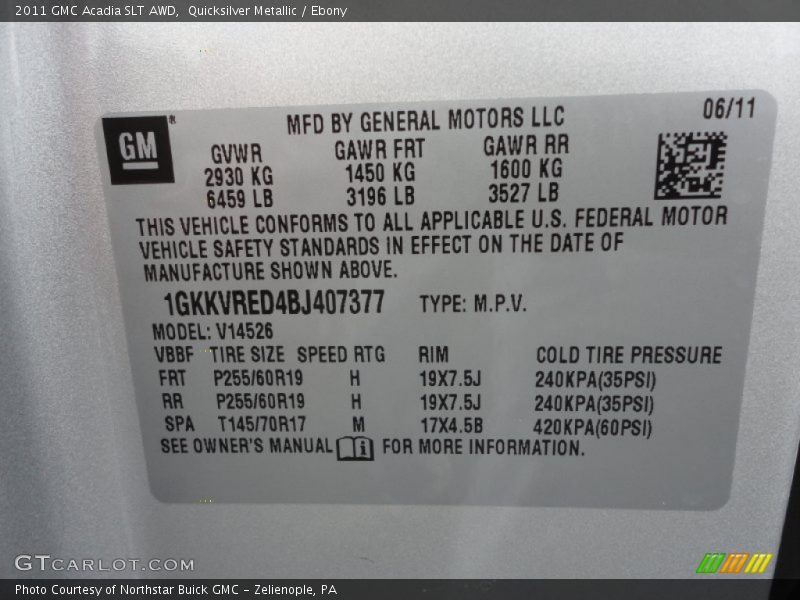 2011 GMC Acadia SLT AWD,  Quicksilver Metallic / Ebony
GM®
MFD BY GENERAL MOTORS LLC
06/11
GVWR GAWR FRT GAWR RR
2930 KG 1450 KG 1600 KG
6459 LB 3196 LB 3527 LB
THIS VEHICLE CONFORMS TO ALL APPLICABLE U.S. FEDERAL MOTOR
VEHICLE SAFETY STANDARDS IN EFFECT ON THE DATE OF
MANUFACTURE SHOWN ABOVE.
1GKKVRED4BJ407377 TYPE: M.P.V.
MODEL: V14526
VBBF TIRE SIZE SPEED RTG RIM COLD TIRE PRESSURE
FRT P255/60R19 H 19X7.5J 240KPA(35PSI)
RR P255/60R19 H 19X7.5J 240KPA(35PSI)
SPA T145/70R17 M 17X4.5B 420KPA(60PSI)
SEE OWNER'S MANUAL i FOR MORE INFORMATION.
GTCARLOT.COM
Photo Courtesy of Northstar Buick GMC - Zelienople, PA